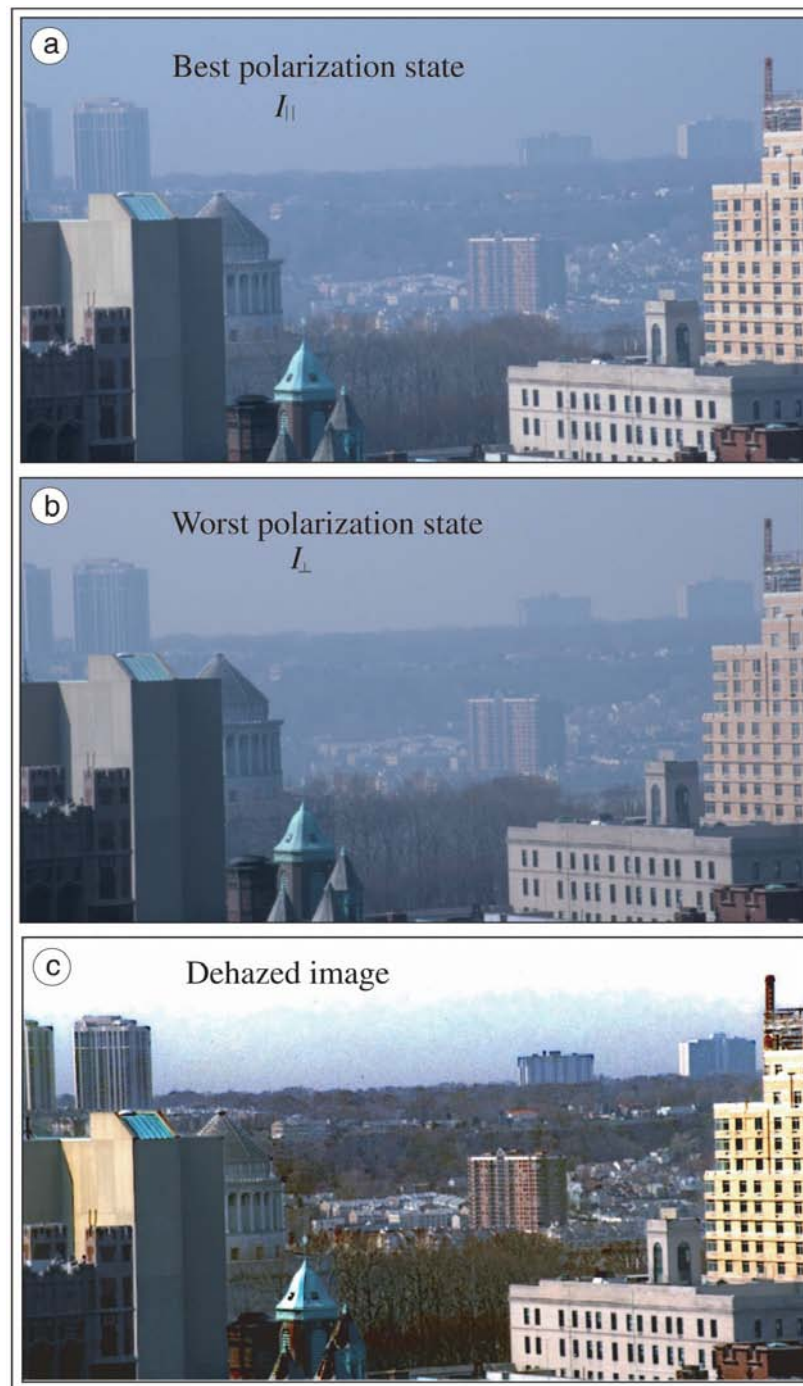 a
Best polarization state
I||
b
Worst polarization state
I⊥
c
Dehazed image